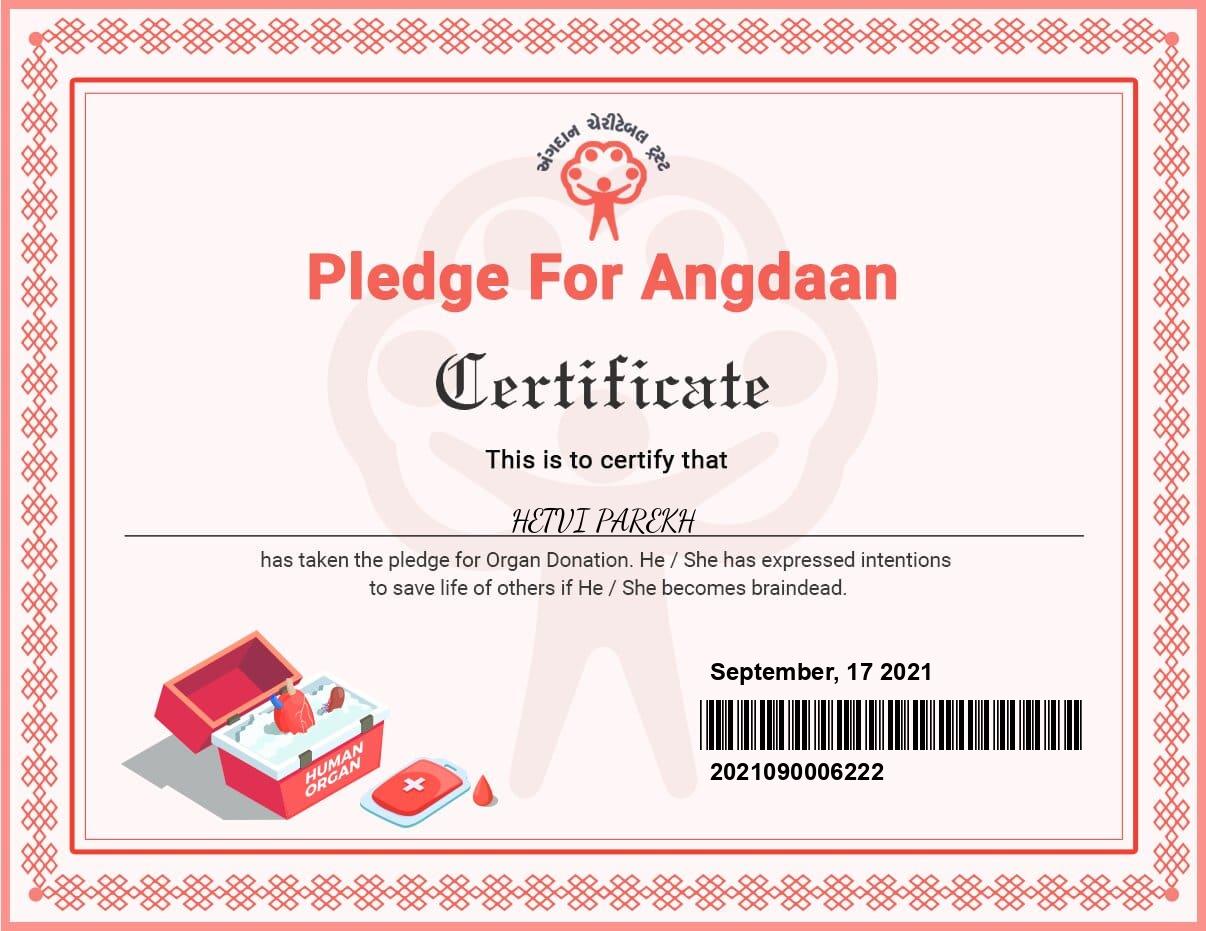 અંગદાન ચેરીટેબલ ટ્રસ્ટ
Pledge For Angdaan
Certificate
This is to certify that
HETVI PAREKH
has taken the pledge for Organ Donation. He / She has expressed intentions
to save life of others if He / She becomes braindead.
HUMAN
ORGAN
September, 17 2021
2021090006222